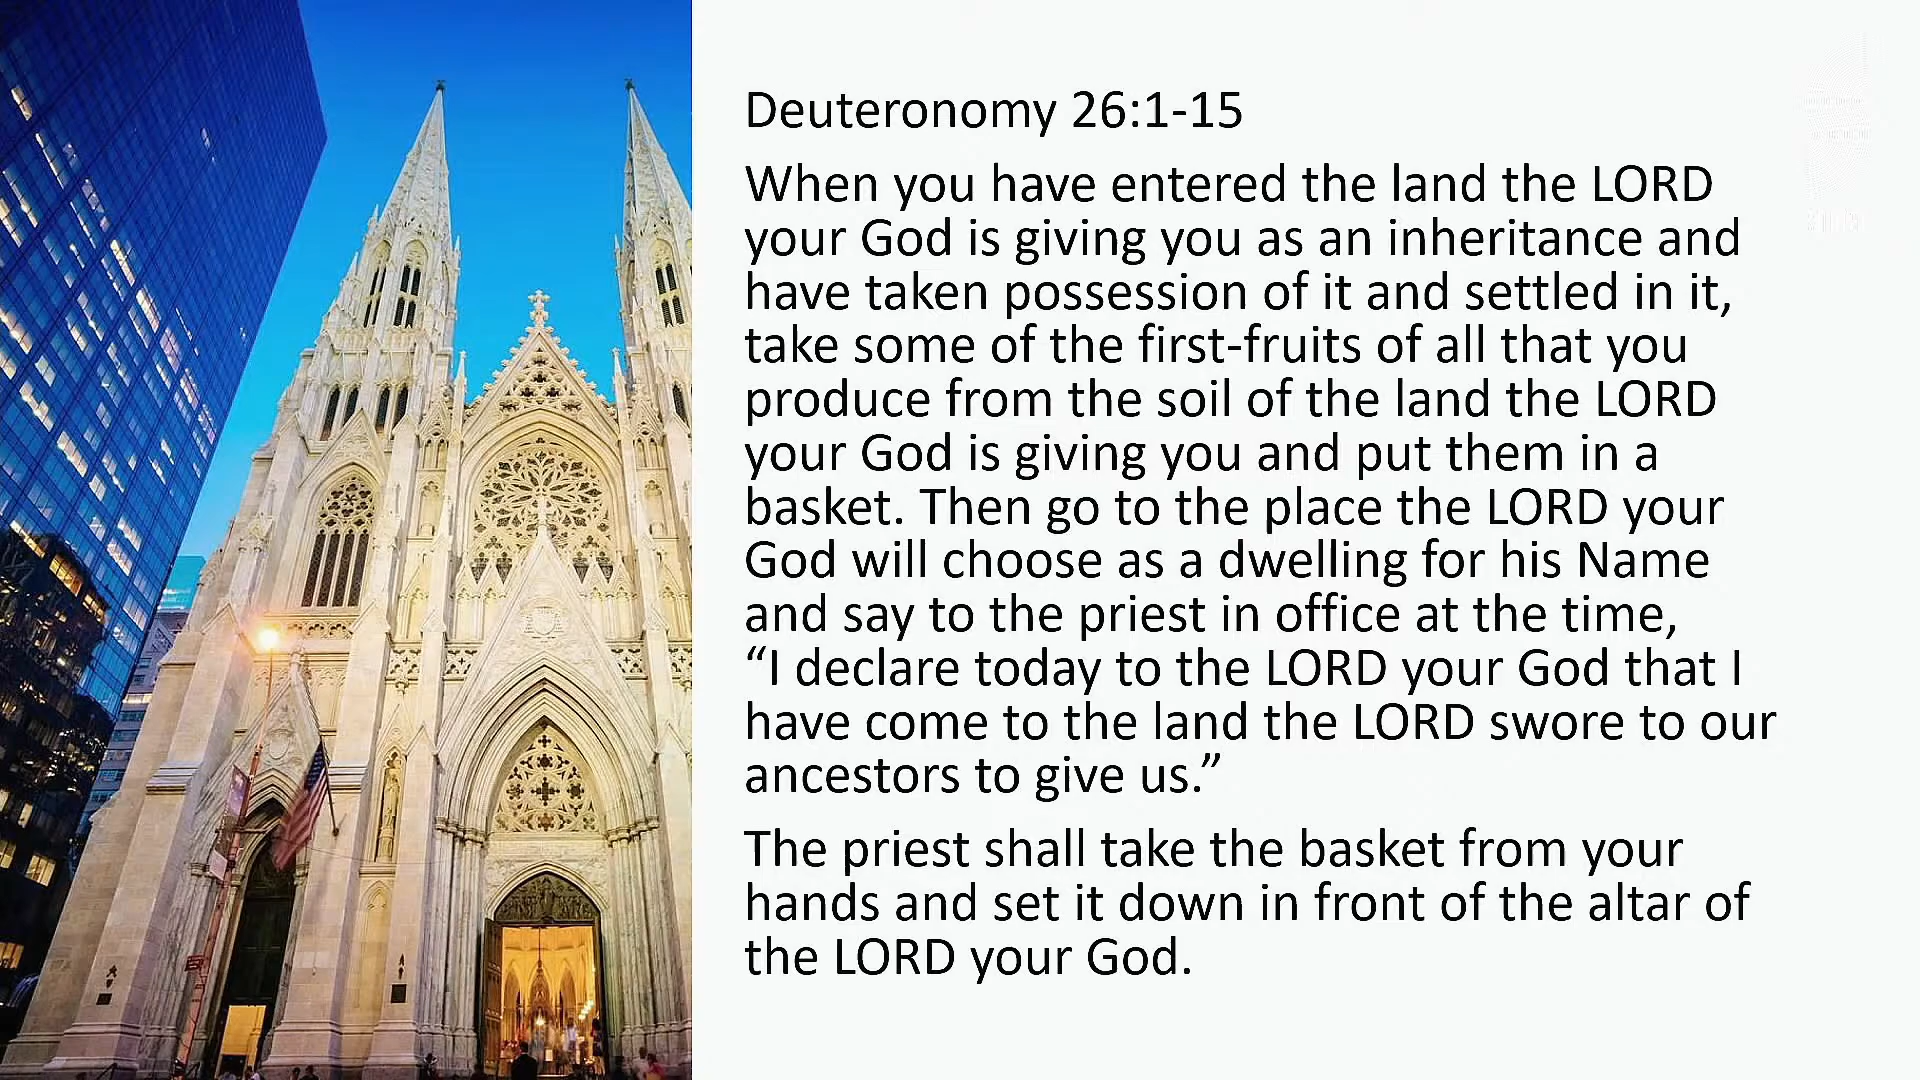 Deuteronomy 26:1-15
When you have entered the land the LORD
your God is giving you as an inheritance and
have taken possession of it and settled in it,
take some of the first-fruits of all that you
produce from the soil of the land the LORD
your God is giving you and put them in a
basket. Then go to the place the LORD your
God will choose as a dwelling for his Name
and say to the priest in office at the time,
“I declare today to the LORD your God that I
have come to the land the LORD swore to our
ancestors to give us.”
The priest shall take the basket from your
hands and set it down in front of the altar of
the LORD your God.